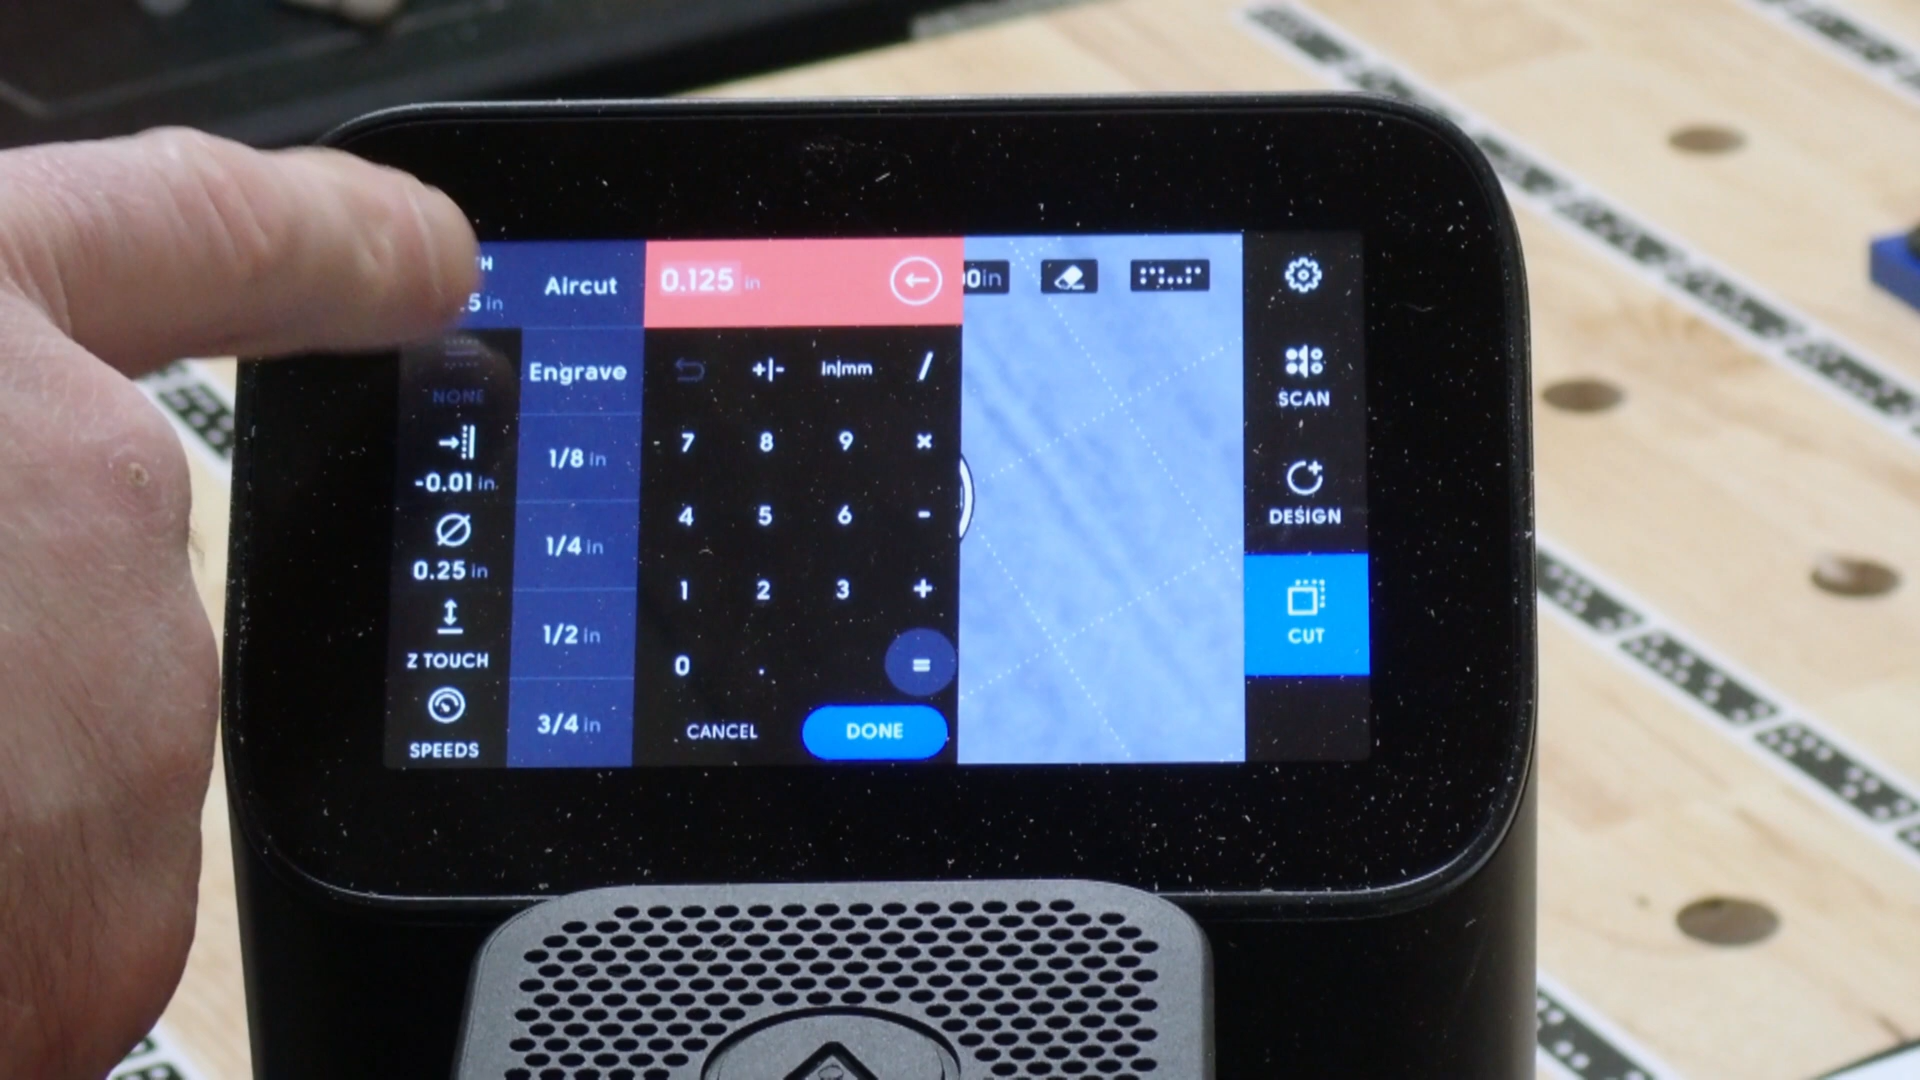 Aircut
0.125 in
0in
5 in
Engrave
In|mm
NONE
SCAN
7 8 9 ×
1/8 in
-0.01 in
4 5 6 -
DESIGN
1/4 in
0.25 in
1 2 3 +
1/2 in
CUT
Z TOUCH
0 . =
3/4 in
CANCEL
DONE
SPEEDS